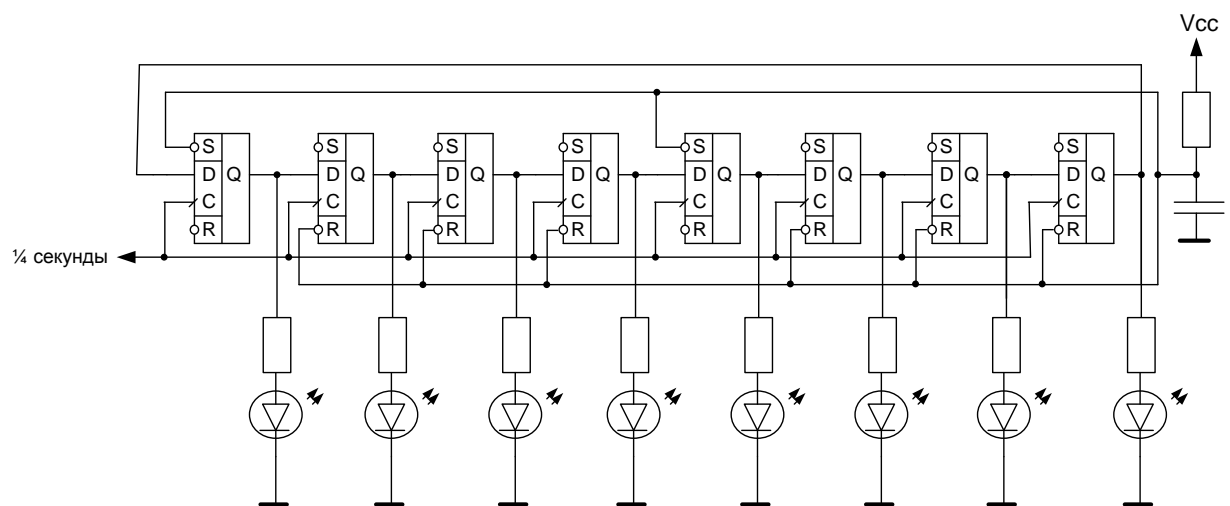 Vcc
S S S S S S S S
D Q D Q D Q D Q D Q D Q D Q D Q
C C C C C C C C
R R R R R R R R
¼ секунды